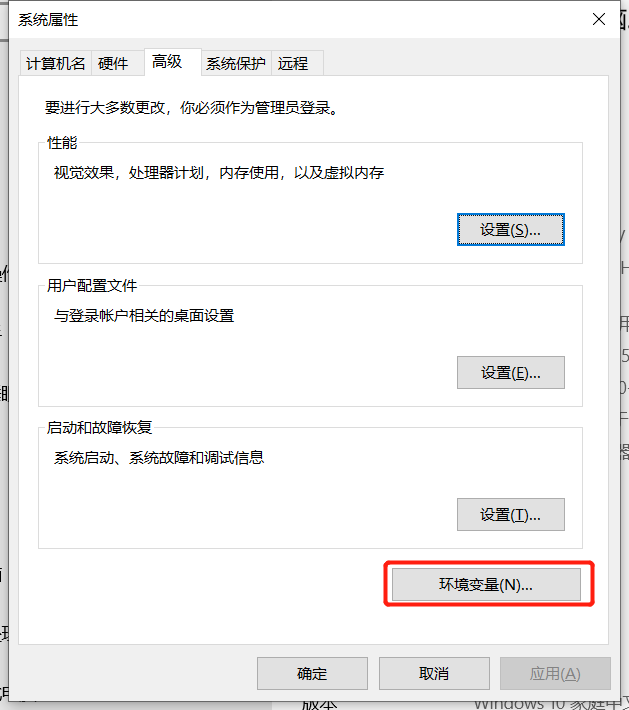 系统属性
计算机名 硬件 高级 系统保护 远程
要进行大多数更改，你必须作为管理员登录。
性能
视觉效果，处理器计划，内存使用，以及虚拟内存
设置(S)...
用户配置文件
与登录帐户相关的桌面设置
设置(E)...
启动和故障恢复
系统启动、系统故障和调试信息
设置(T)...
环境变量(N)...
确定 取消 应用(A)
版本 Windows 10 家庭中文